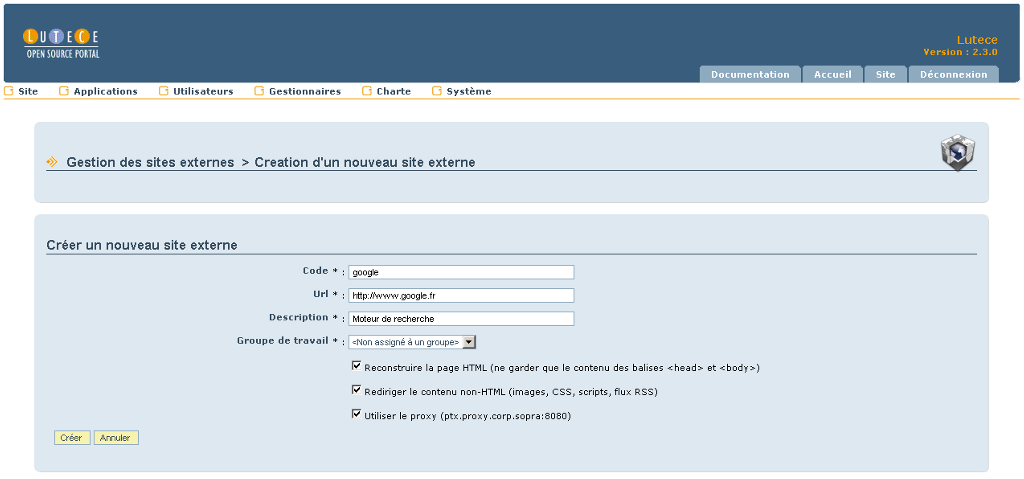 LUTECE
OPEN SOURCE PORTAL
Lutece
Version : 2.3.0
Documentation Accueil Site Déconnexion
Site Applications Utilisateurs Gestionnaires Charte Système
Gestion des sites externes > Creation d'un nouveau site externe
Créer un nouveau site externe
Code * : google
Url * : http://www.google.fr
Description * : Moteur de recherche
Groupe de travail * : <Non assigné à un groupe>
Reconstruire la page HTML (ne garder que le contenu des balises <head> et <body>)
Rediriger le contenu non-HTML (images, CSS, scripts, flux RSS)
Utiliser le proxy (ptx.proxy.corp.sopra:8080)
Créer Annuler